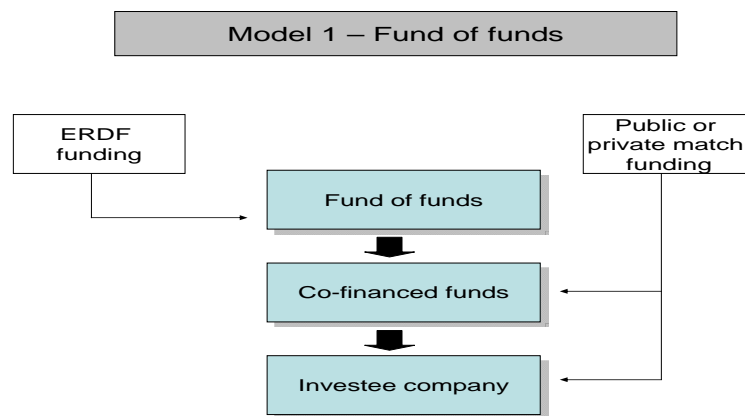 Model 1 – Fund of funds
ERDF
funding
Public or
private match
funding
Fund of funds
Co-financed funds
Investee company